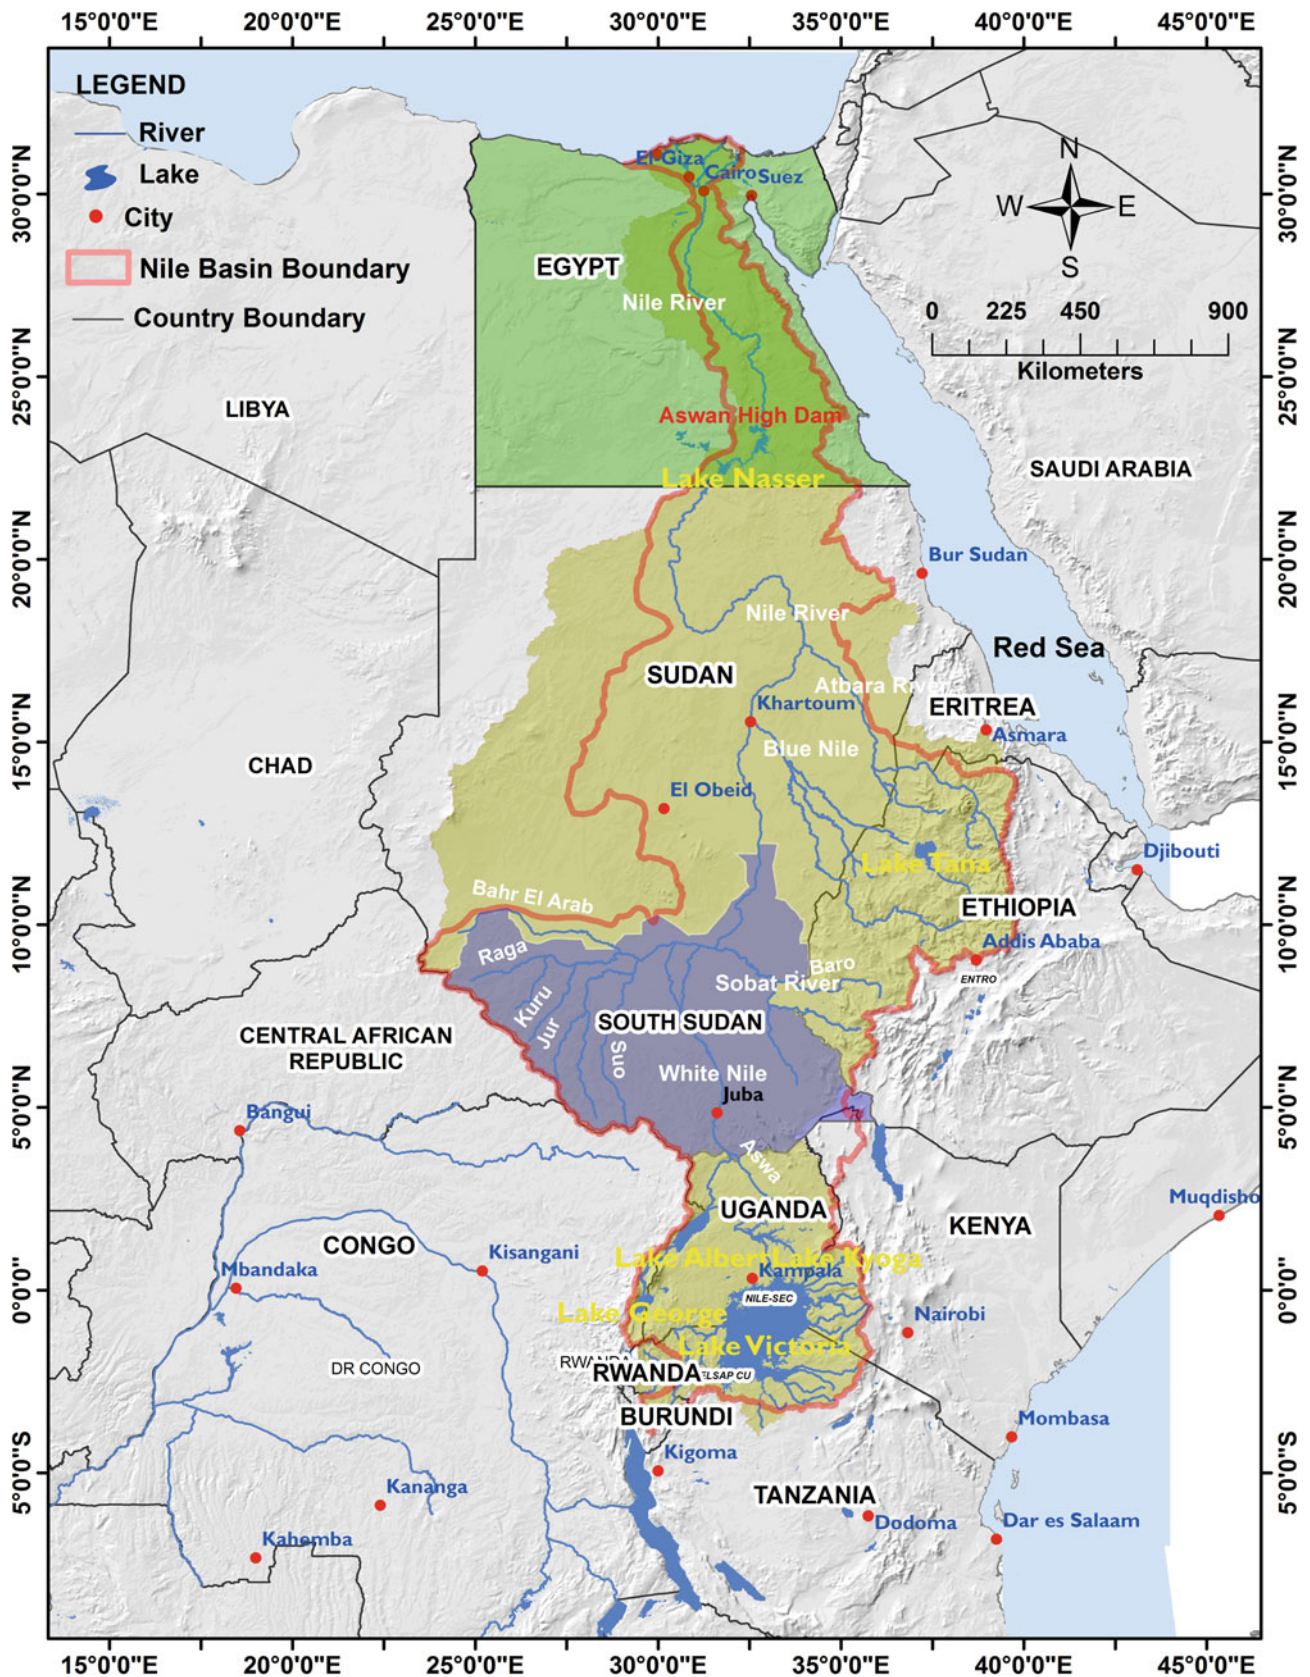 15°0'0"E 20°0'0"E 25°0'0"E 30°0'0"E 35°0'0"E 40°0'0"E 45°0'0"E
LEGEND
River
Lake
City
Nile Basin Boundary
Country Boundary
N
W E
S
0 225 450 900
Kilometers
30°0'0"N
25°0'0"N
20°0'0"N
15°0'0"N
10°0'0"N
5°0'0"N
0°0'0"
5°0'0"S
30°0'0"N
25°0'0"N
20°0'0"N
15°0'0"N
10°0'0"N
5°0'0"N
0°0'0"
5°0'0"S
El-Giza
Cairo
Suez
EGYPT
Nile River
LIBYA
Aswan High Dam
SAUDI ARABIA
Lake Nasser
Bur Sudan
Nile River
Red Sea
SUDAN
Atbara River
Khartoum
ERITREA
Asmara
Blue Nile
CHAD
El Obeid
Djibouti
Lake Tana
Bahr El Arab
ETHIOPIA
Addis Ababa
ENTRO
Raga
Baro
Sobat River
Kuru
Jur
SOUTH SUDAN
Suo
CENTRAL AFRICAN
REPUBLIC
White Nile
Juba
Bangui
Aswa
UGANDA
Muqdisho
KENYA
CONGO
Kisangani
Lake Albert
Lake Kyoga
Mbandaka
Kampala
NILE-SEC
Lake George
Nairobi
Lake Victoria
RWANDA
DR CONGO
RWANDA
ELSAP CU
BURUNDI
Mombasa
Kigoma
Kananga
TANZANIA
Dodoma
Dar es Salaam
Kahemba
15°0'0"E 20°0'0"E 25°0'0"E 30°0'0"E 35°0'0"E 40°0'0"E 45°0'0"E